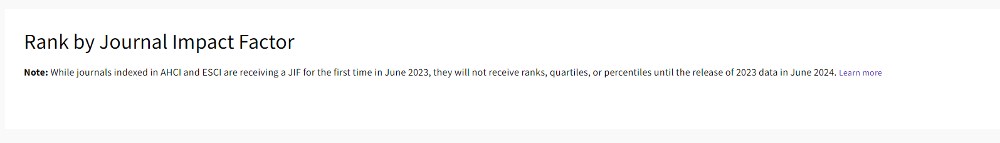 Rank by Journal Impact Factor
Note: While journals indexed in AHCI and ESCI are receiving a JIF for the first time in June 2023, they will not receive ranks, quartiles, or percentiles until the release of 2023 data in June 2024. Learn more